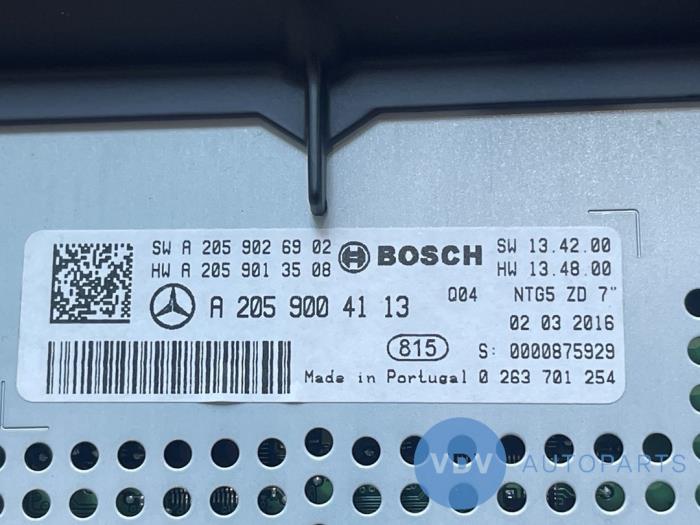 SW A 205 902 69 02 BOSCH SW 13.42.00
HW A 205 901 35 08 HW 13.48.00
A 205 900 41 13 Q04 NTG5 ZD 7"
02 03 2016
815 S: 0000875929
Made in Portugal 0 263 701 254
VDV AUTOPARTS